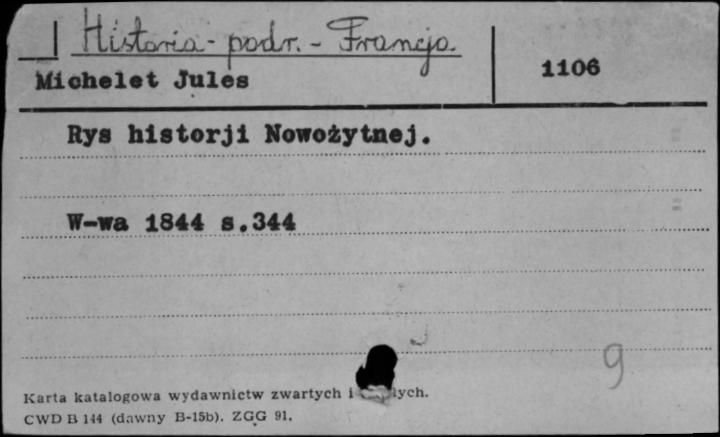 Historia - podr. - Francja.
Michelet Jules 1106
Rys historji Nowożytnej.
W-wa 1844 s.344
9
Karta katalogowa wydawnictw zwartych i
CWD B 144 (dawny B-15b). ZGG 91.